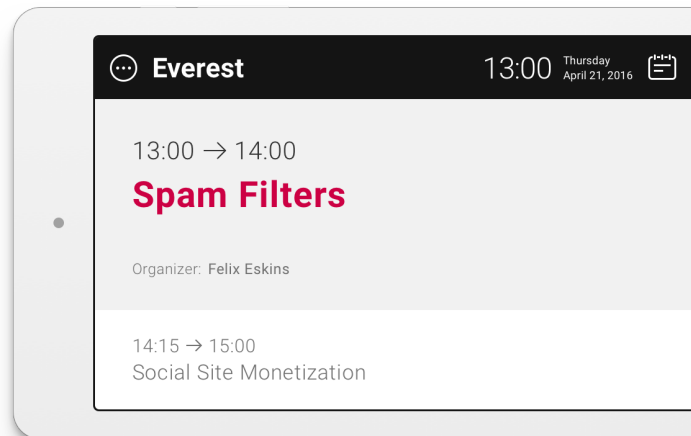 Everest
13:00
Thursday
April 21, 2016
13:00 → 14:00
Spam Filters
Organizer: Felix Eskins
14:15 → 15:00
Social Site Monetization